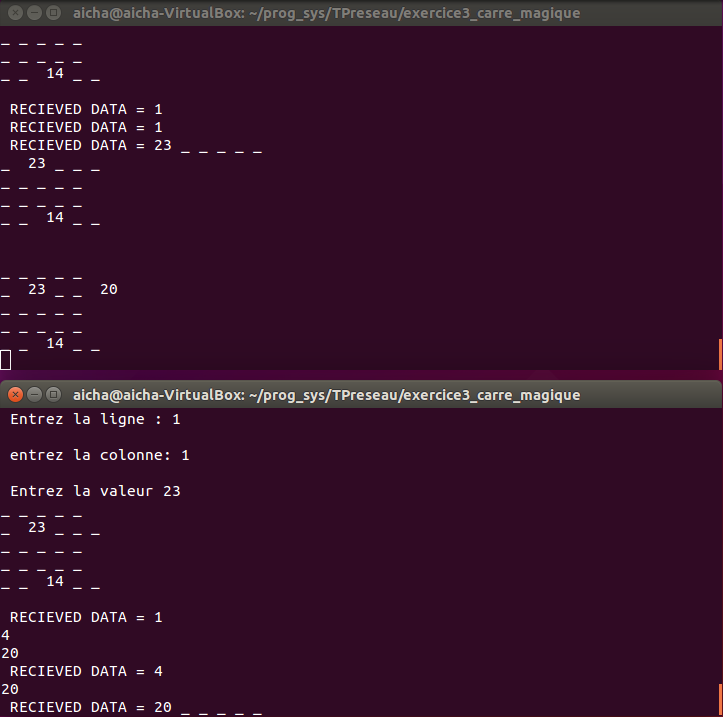 aicha@aicha-VirtualBox: ~/prog_sys/TPreseau/exercice3_carre_magique
_ _ _ _ _
_ _ _ _ _
_ _  14 _ _
RECIEVED DATA = 1
RECIEVED DATA = 1
RECIEVED DATA = 23 _ _ _ _ _
_  23 _ _ _
_ _ _ _ _
_ _ _ _ _
_ _  14 _ _
_ _ _ _ _
_  23 _ _  20
_ _ _ _ _
_ _ _ _ _
_ _  14 _ _
aicha@aicha-VirtualBox: ~/prog_sys/TPreseau/exercice3_carre_magique
Entrez la ligne : 1
entrez la colonne: 1
Entrez la valeur 23
_ _ _ _ _
_  23 _ _ _
_ _ _ _ _
_ _ _ _ _
_ _  14 _ _
RECIEVED DATA = 1
4
20
RECIEVED DATA = 4
20
RECIEVED DATA = 20 _ _ _ _ _